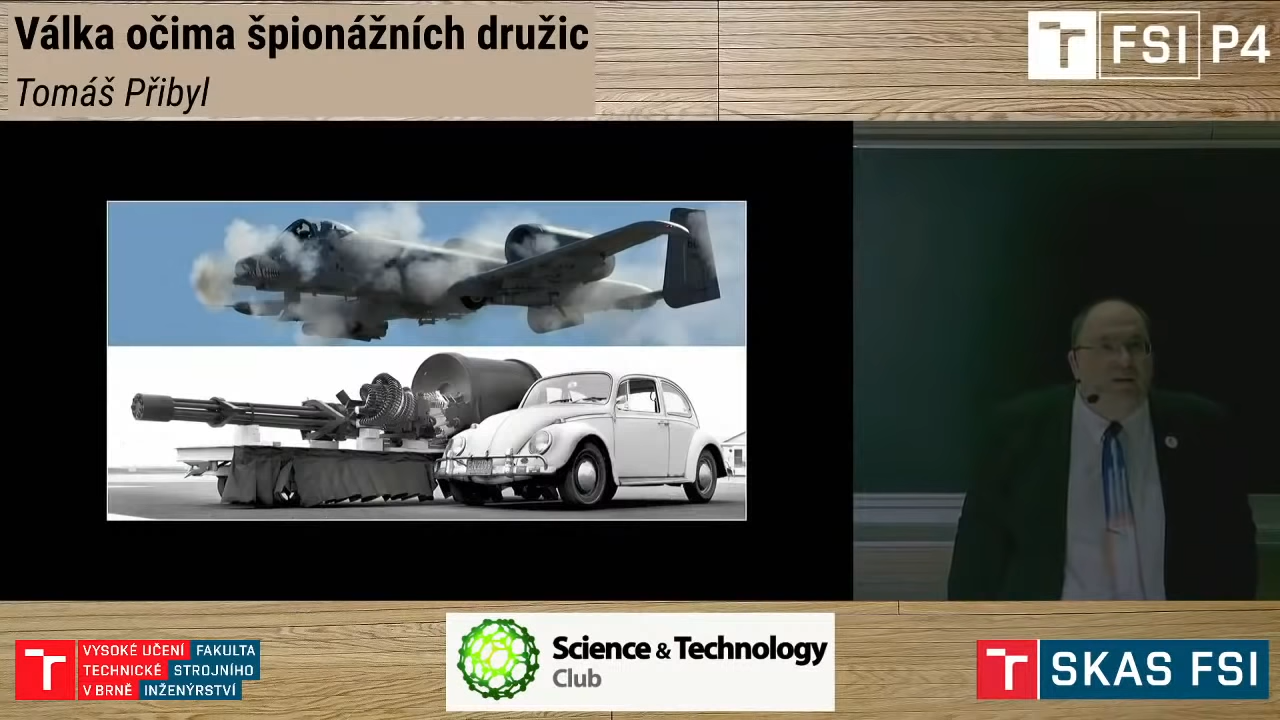 Válka očima špionážních družic
Tomáš Přibyl
FSI P4
VYSOKÉ UČENÍ FAKULTA
TECHNICKÉ STROJNÍHO
V BRNĚ INŽENÝRSTVÍ
Science & Technology
Club
SKAS FSI